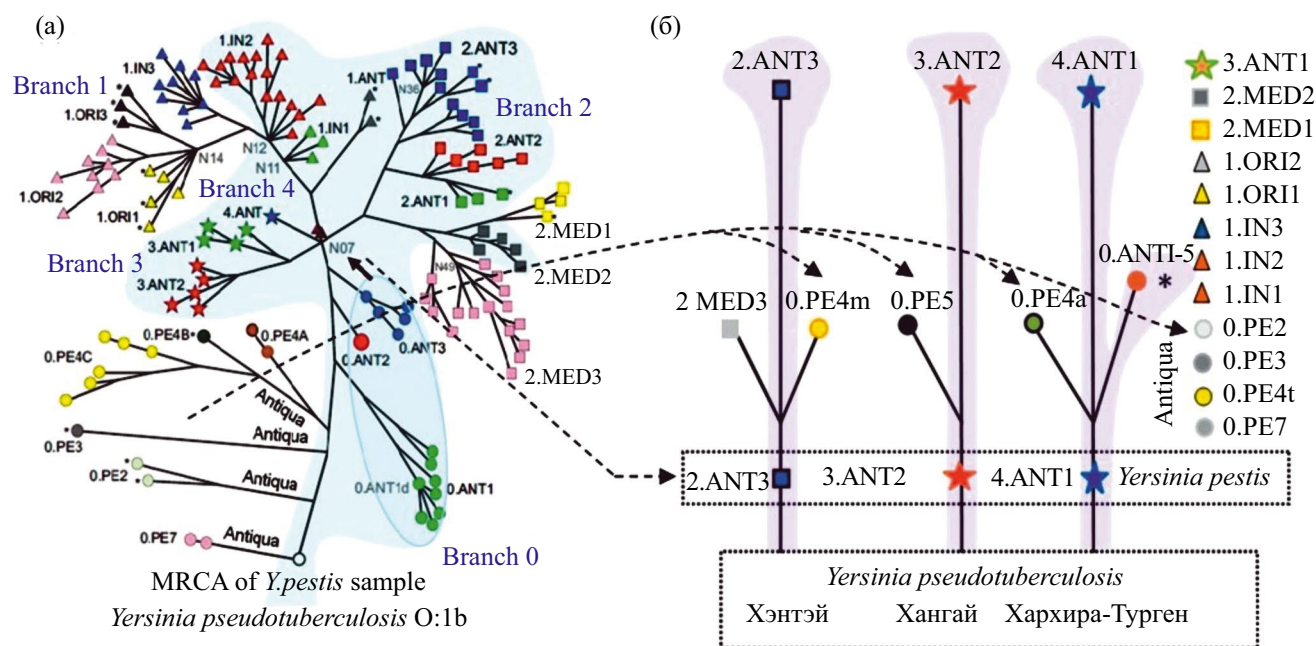 (а)
Branch 1
1.IN3
1.IN2
1.ORI3
N14
N12
N11
1.IN1
1.ORI2
1.ORI1
1.ANT
N36
2.ANT3
Branch 2
2.ANT2
2.ANT1
2.MED1
2.MED2
N49
2.MED3
Branch 4
4.ANT
N07
3.ANT1
Branch 3
3.ANT2
0.PE4B
0.PE4A
0.PE4C
0.ANT2
0.ANT3
Antiqua
0.PE3
Antiqua
0.PE2
Antiqua
0.ANT1d
0.ANT1
0.PE7
Antiqua
Branch 0
MRCA of Y.pestis sample
Yersinia pseudotuberculosis O:1b
(б)
2.ANT3
3.ANT2
4.ANT1
2 MED3
0.PE4m
0.PE5
0.PE4a
0.ANTI-5
*
Antiqua
2.ANT3
3.ANT2
4.ANT1
Yersinia pestis
Yersinia pseudotuberculosis
Хэнтэй
Хангай
Хархира-Турген
3.ANT1
2.MED2
2.MED1
1.ORI2
1.ORI1
1.IN3
1.IN2
1.IN1
0.PE2
0.PE3
0.PE4t
0.PE7